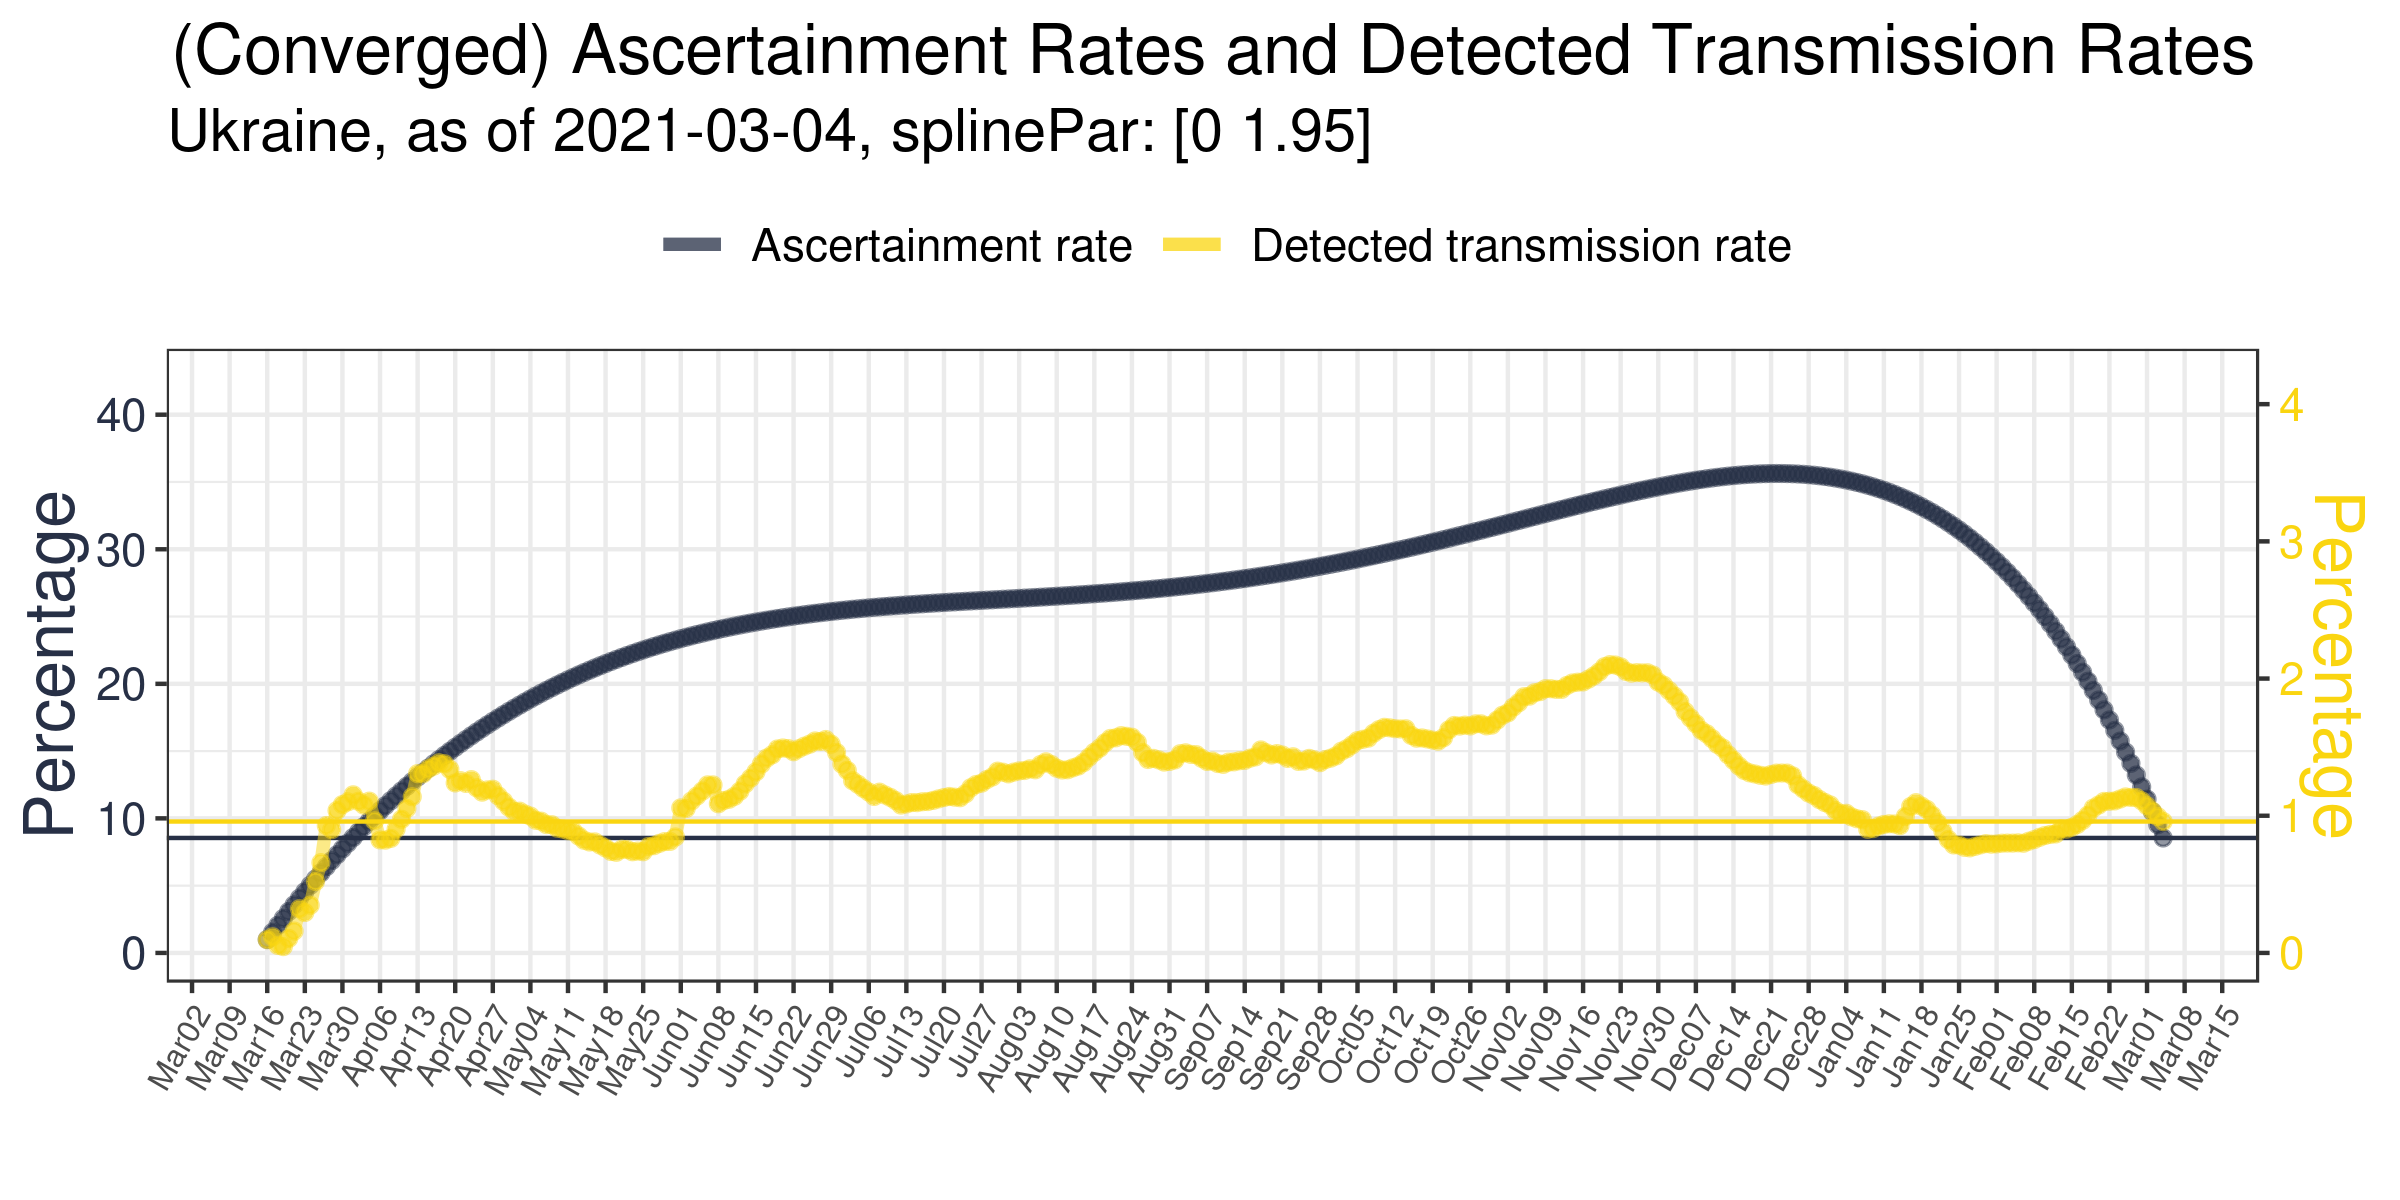 (Converged) Ascertainment Rates and Detected Transmission Rates
Ukraine, as of 2021-03-04, splinePar: [0 1.95]
Ascertainment rate Detected transmission rate
Percentage
40
30
20
10
0
4
3
2
1
0
Percentage
Mar02 Mar09 Mar16 Mar23 Mar30 Apr06 Apr13 Apr20 Apr27 May04 May11 May18 May25 Jun01 Jun08 Jun15 Jun22 Jun29 Jul06 Jul13 Jul20 Jul27 Aug03 Aug10 Aug17 Aug24 Aug31 Sep07 Sep14 Sep21 Sep28 Oct05 Oct12 Oct19 Oct26 Nov02 Nov09 Nov16 Nov23 Nov30 Dec07 Dec14 Dec21 Dec28 Jan04 Jan11 Jan18 Jan25 Feb01 Feb08 Feb15 Feb22 Mar01 Mar08 Mar15